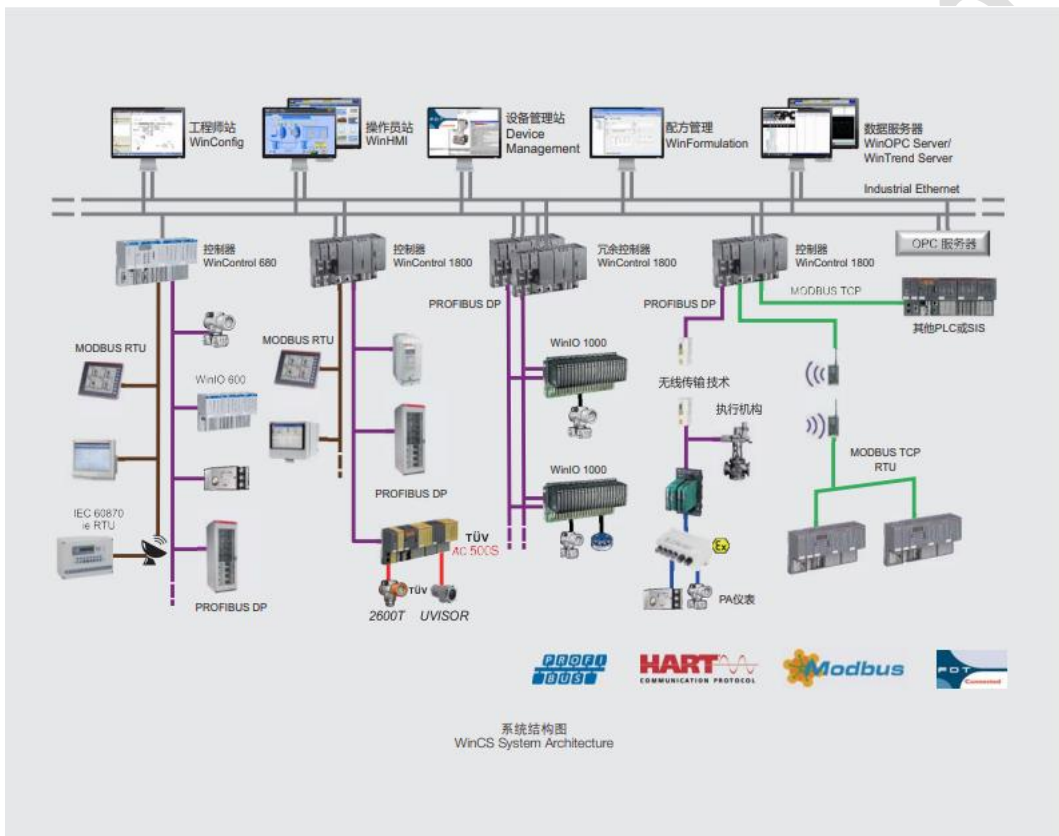 工程师站
WinConfig
操作员站
WinHMI
设备管理站
Device
Management
配方管理
WinFormulation
数据服务器
WinOPC Server/
WinTrend Server
Industrial Ethernet
控制器
WinControl 680
控制器
WinControl 1800
冗余控制器
WinControl 1800
控制器
WinControl 1800
OPC 服务器
PROFIBUS DP
PROFIBUS DP
MODBUS TCP
其他PLC或SIS
MODBUS RTU
MODBUS RTU
WinIO 1000
WinIO 600
无线传输技术
执行机构
WinIO 1000
MODBUS TCP
RTU
PROFIBUS DP
IEC 60870
ie RTU
TÜV
AC 500S
Ex
PROFIBUS DP
TÜV
2600T
UVISOR
PA仪表
PROFI
BUS
HART
COMMUNICATION PROTOCOL
Modbus
FDT
Connected
系统结构图
WinCS System Architecture